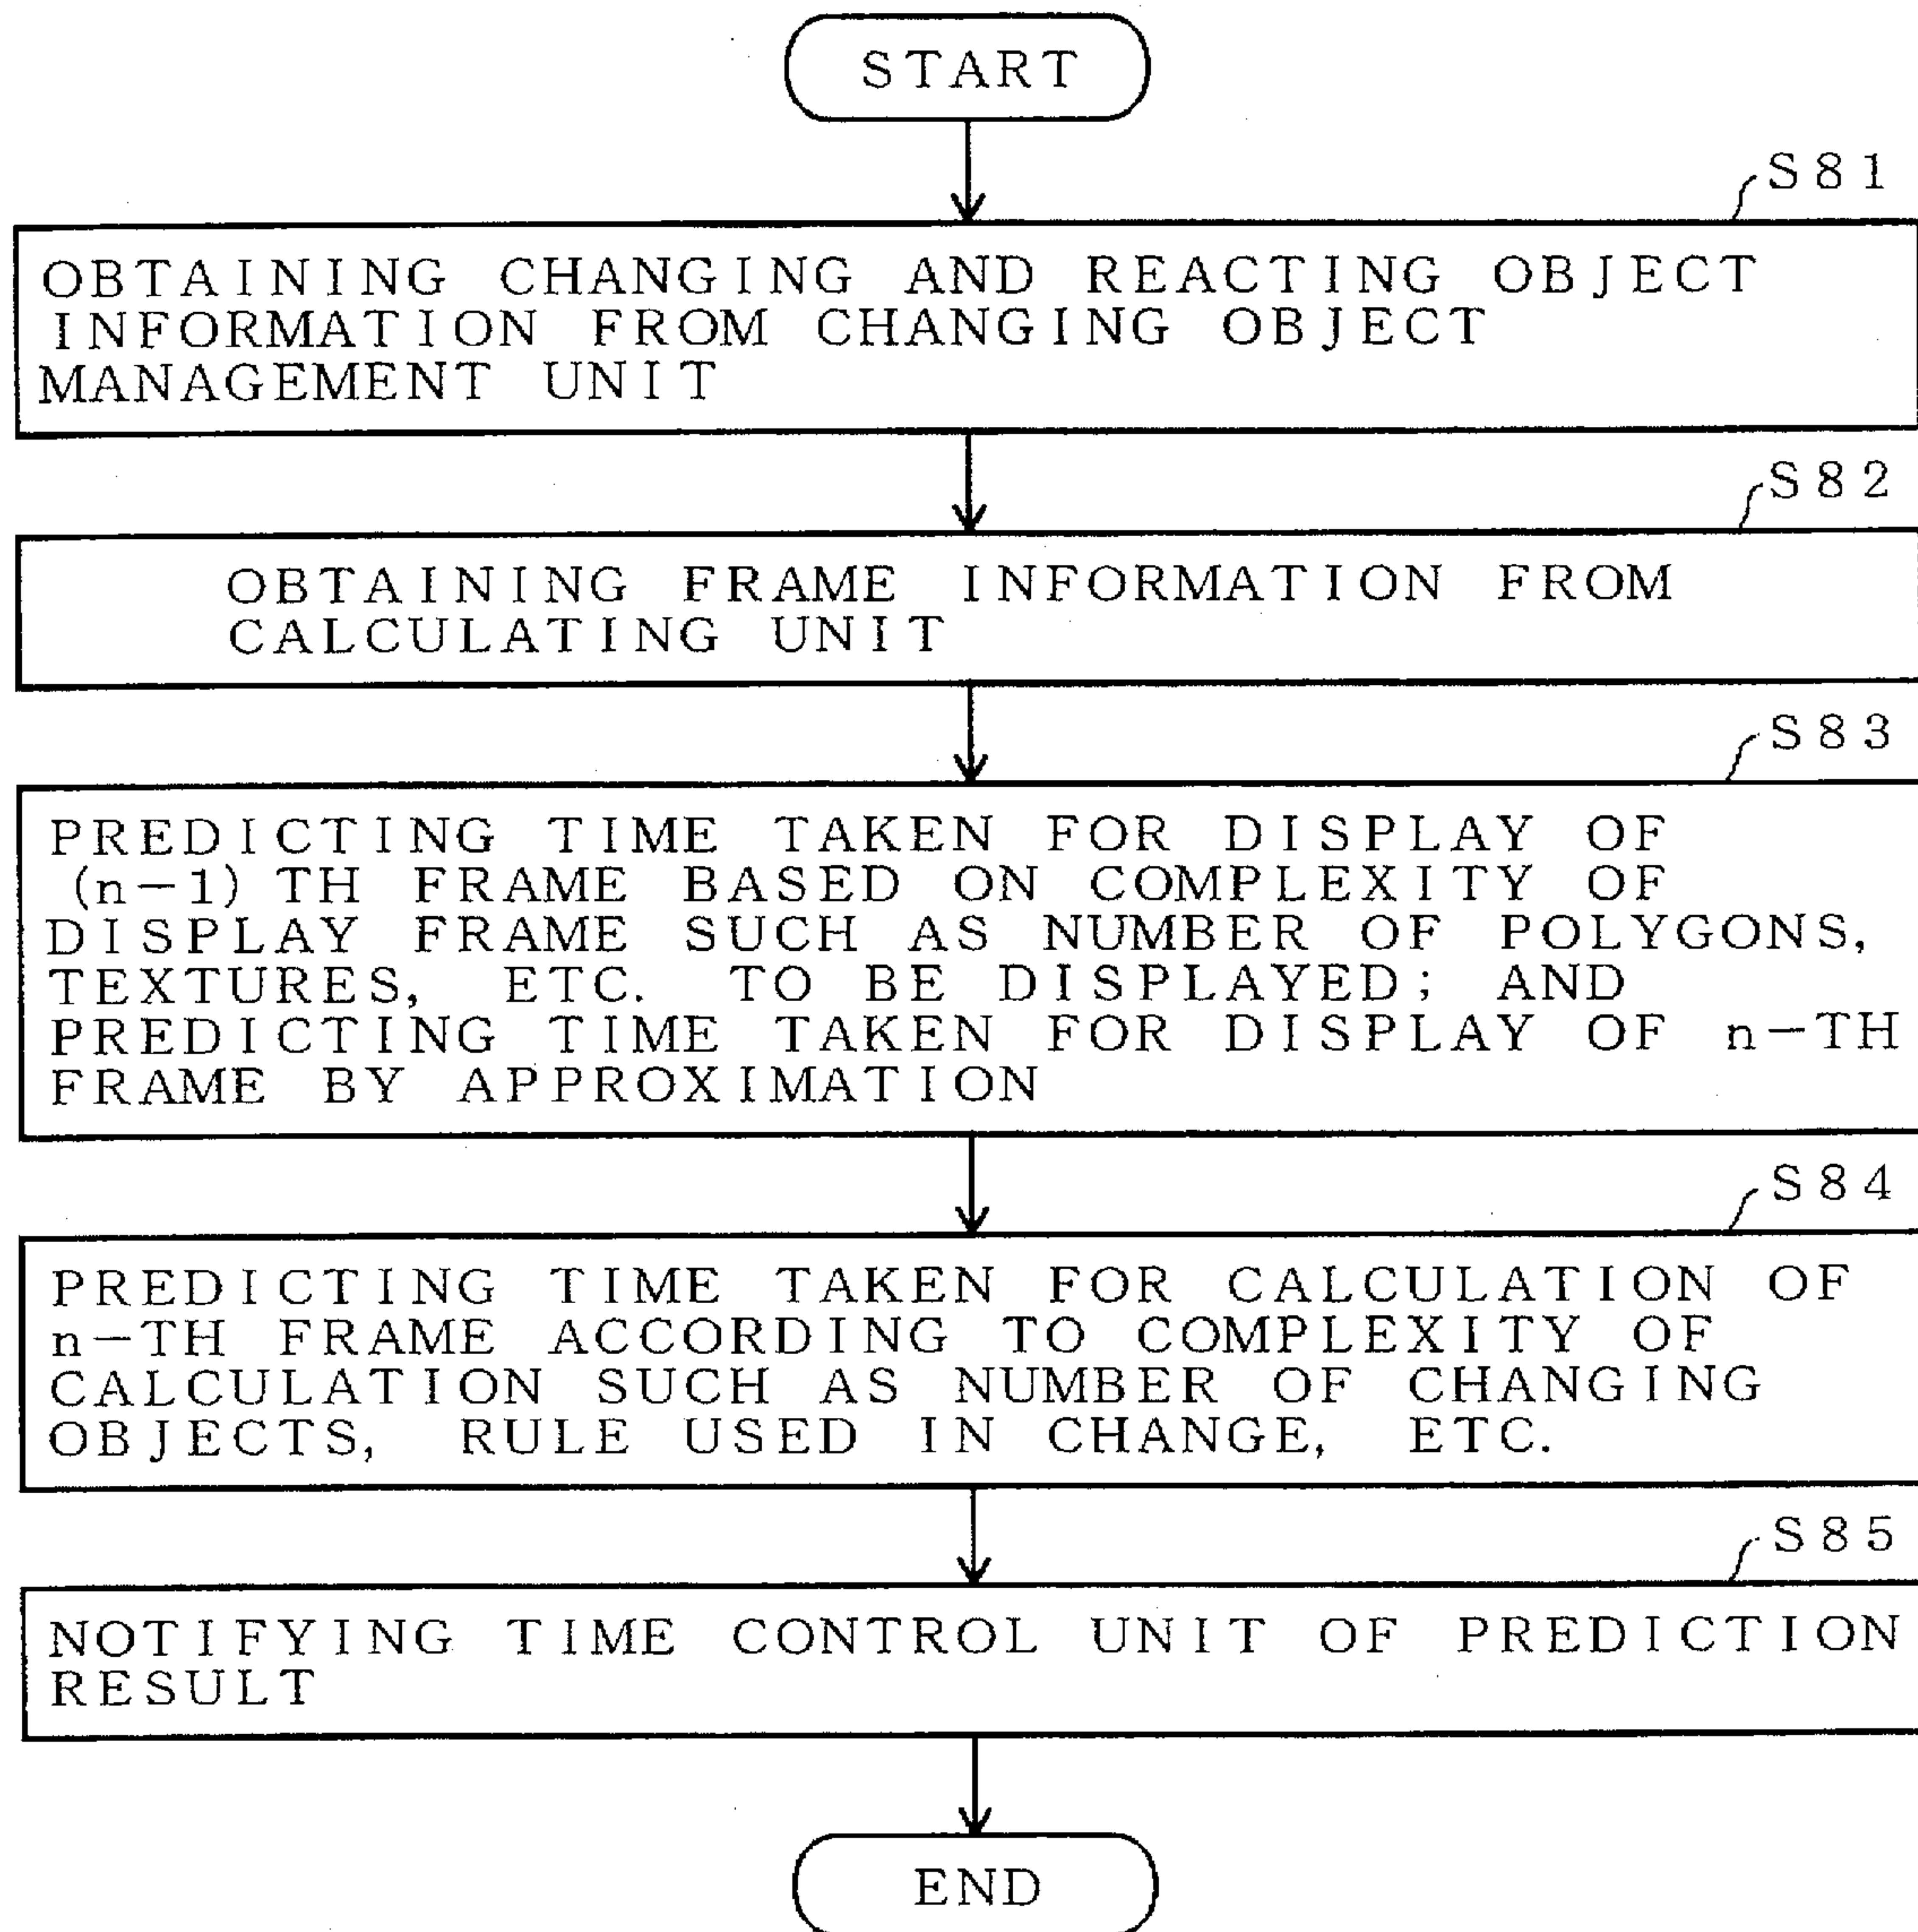 START
S81
OBTAINING CHANGING AND REACTING OBJECT
INFORMATION FROM CHANGING OBJECT
MANAGEMENT UNIT
S82
OBTAINING FRAME INFORMATION FROM
CALCULATING UNIT
S83
PREDICTING TIME TAKEN FOR DISPLAY OF
(n-1) TH FRAME BASED ON COMPLEXITY OF
DISPLAY FRAME SUCH AS NUMBER OF POLYGONS,
TEXTURES, ETC. TO BE DISPLAYED; AND
PREDICTING TIME TAKEN FOR DISPLAY OF n-TH
FRAME BY APPROXIMATION
S84
PREDICTING TIME TAKEN FOR CALCULATION OF
n-TH FRAME ACCORDING TO COMPLEXITY OF
CALCULATION SUCH AS NUMBER OF CHANGING
OBJECTS, RULE USED IN CHANGE, ETC.
S85
NOTIFYING TIME CONTROL UNIT OF PREDICTION
RESULT
END